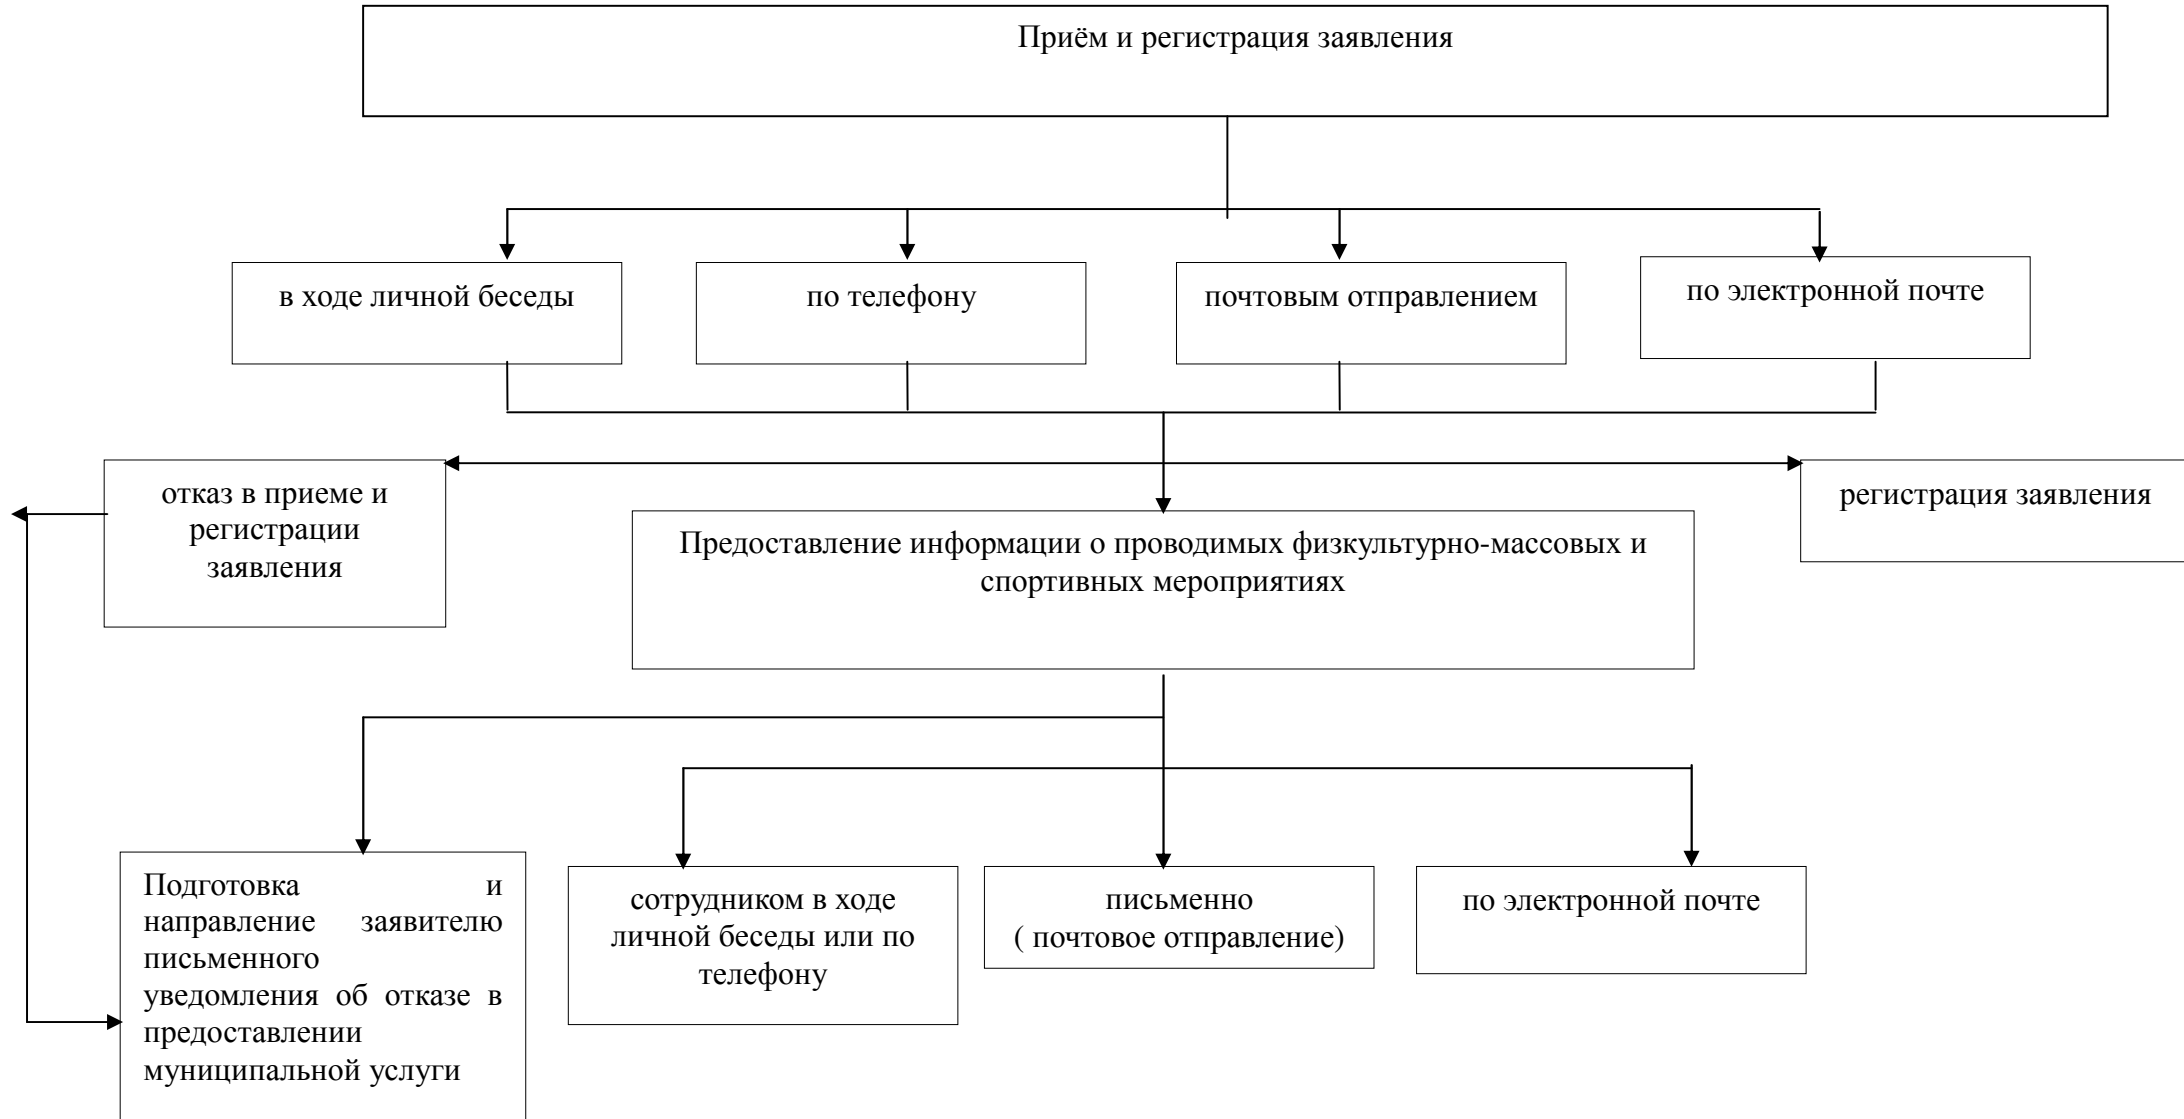 Приём и регистрация заявления
в ходе личной беседы
по телефону
почтовым отправлением
по электронной почте
отказ в приеме и
регистрации
заявления
регистрация заявления
Предоставление информации о проводимых физкультурно-массовых и
спортивных мероприятиях
Подготовка и
направление заявителю
письменного
уведомления об отказе в
предоставлении
муниципальной услуги
сотрудником в ходе
личной беседы или по
телефону
письменно
( почтовое отправление)
по электронной почте